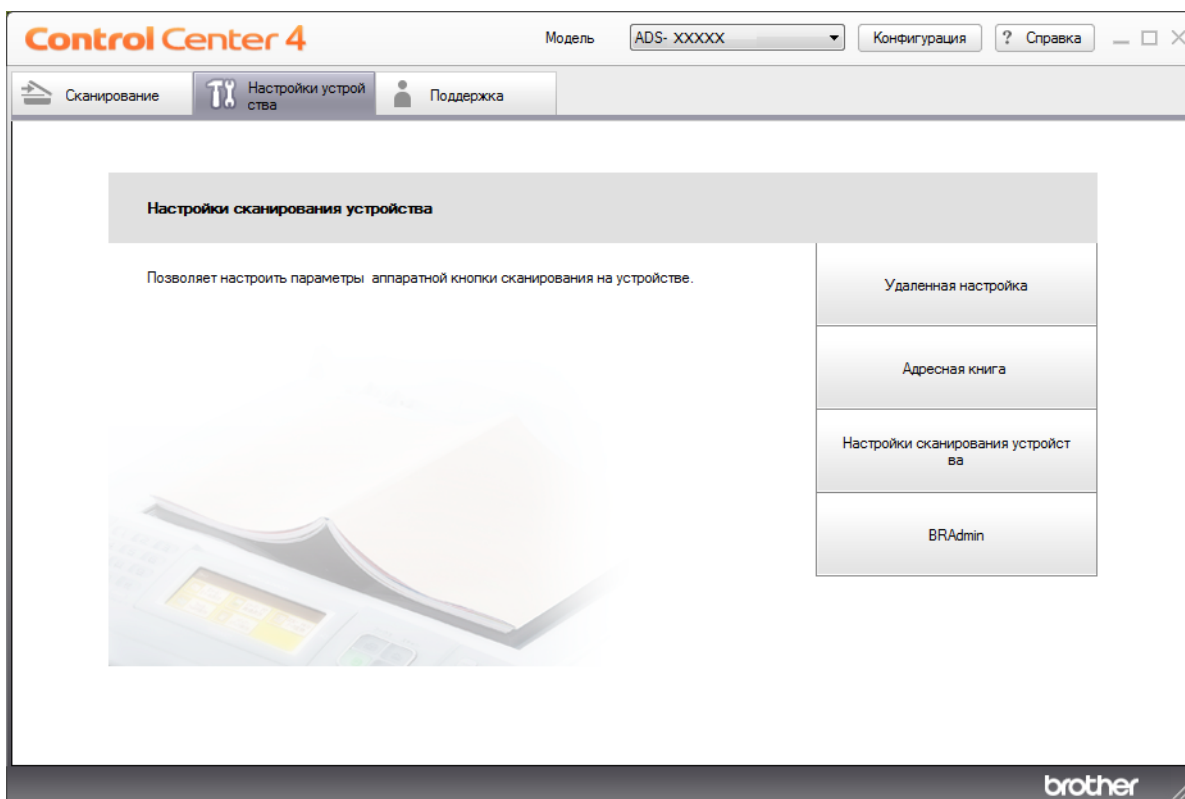 Control Center 4
Модель
ADS- XXXXX
Конфигурация
? Справка
Сканирование
Настройки устрой
ства
Поддержка
Настройки сканирования устройства
Позволяет настроить параметры аппаратной кнопки сканирования на устройстве.
Удаленная настройка
Адресная книга
Настройки сканирования устройст
ва
BRAdmin
brother